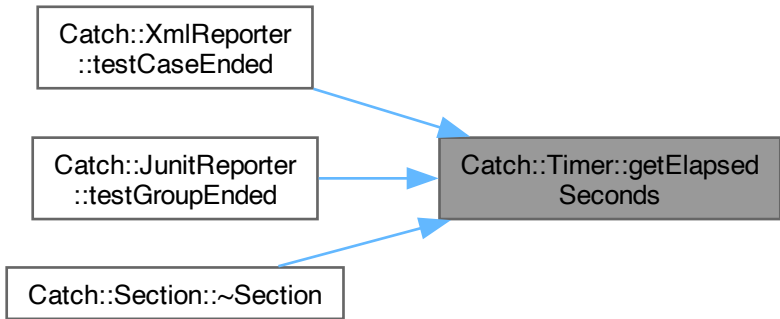 Catch::XmlReporter
::testCaseEnded
Catch::JunitReporter
::testGroupEnded
Catch::Section::~Section
Catch::Timer::getElapsed
Seconds